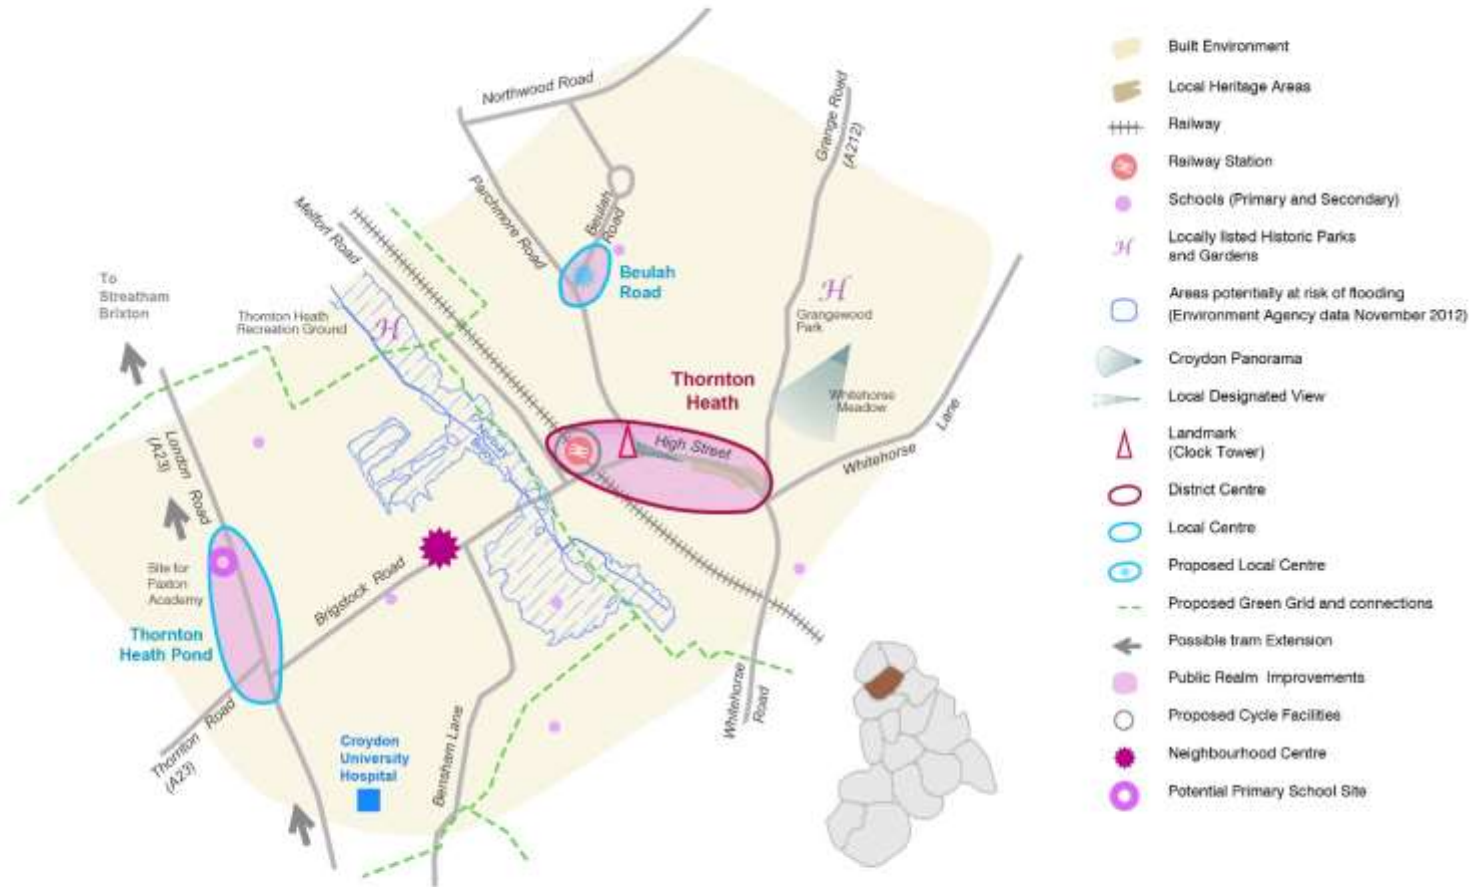 Northwood Road
Grange Road
(A212)
Parchmore Road
Beulah
Road
Melfort Road
Beulah
Road
To
Streatham
Brixton
Thornton Heath
Recreation Ground
Grangewood
Park
Thornton
Heath
Whitehorse
Meadow
High Street
Whitehorse
Lane
London Road
(A23)
Norbury
Site for
Paxton
Academy
Brigstock Road
Thornton
Heath Pond
Thornton Road
(A23)
Whitehorse
Road
Bensham Lane
Croydon
University
Hospital
Built Environment
Local Heritage Areas
Railway
Railway Station
Schools (Primary and Secondary)
H
Locally listed Historic Parks
and Gardens
Areas potentially at risk of flooding
(Environment Agency data November 2012)
Croydon Panorama
Local Designated View
Landmark
(Clock Tower)
District Centre
Local Centre
Proposed Local Centre
Proposed Green Grid and connections
Possible tram Extension
Public Realm Improvements
Proposed Cycle Facilities
Neighbourhood Centre
Potential Primary School Site